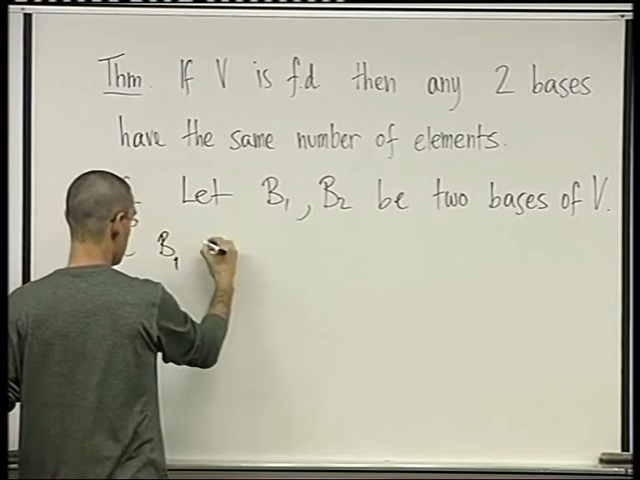 Thm. If V is f.d then any 2 bases
have the same number of elements.
Let B₁, B₂ be two bases of V.
B₁